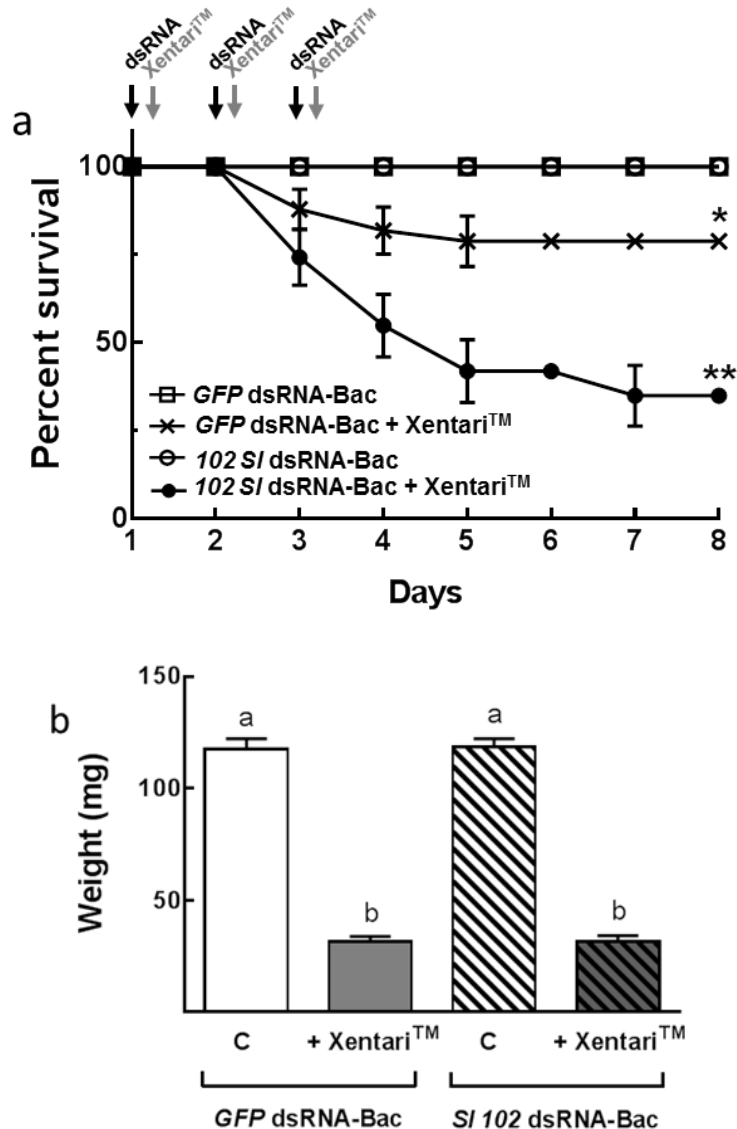 dsRNA
Xentari™
dsRNA
Xentari™
dsRNA
Xentari™
a
100
50
0
Percent survival
*
**
GFP dsRNA-Bac
GFP dsRNA-Bac + Xentari™
102 Sl dsRNA-Bac
102 Sl dsRNA-Bac + Xentari™
1 2 3 4 5 6 7 8
Days
b
150
100
50
Weight (mg)
a
b
a
b
C + Xentari™ C + Xentari™
GFP dsRNA-Bac Sl 102 dsRNA-Bac